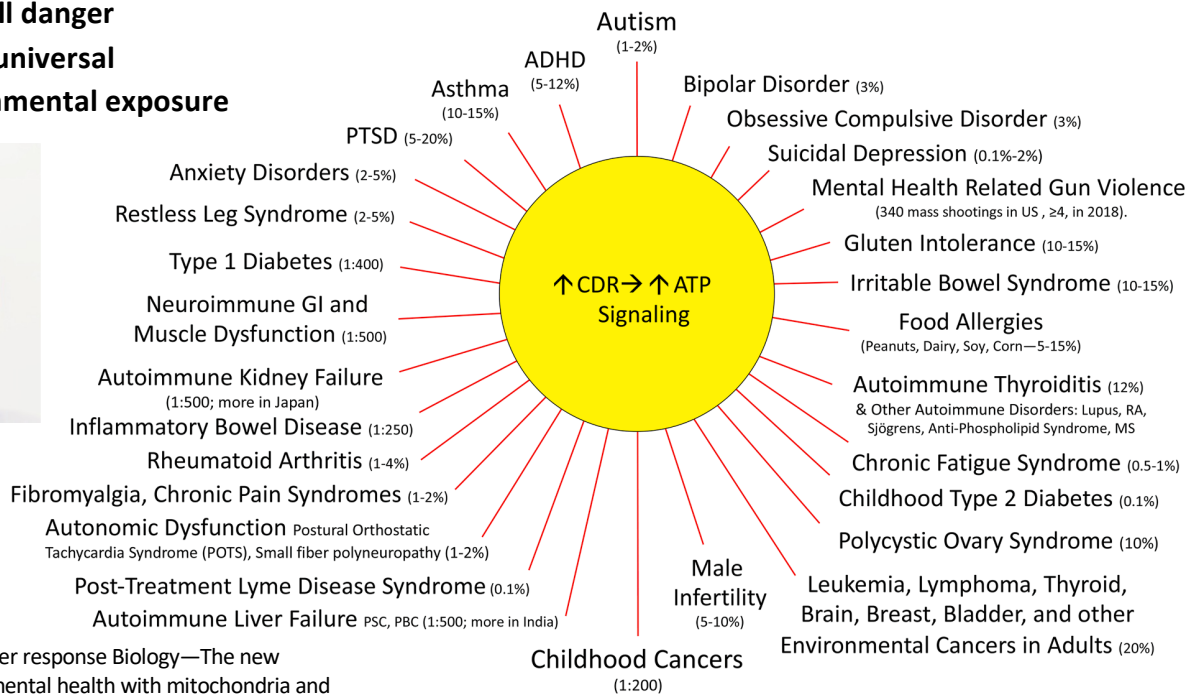 ll danger
universal
nmental exposure
Autism
(1-2%)
ADHD
(5-12%)
Asthma
(10-15%)
PTSD (5-20%)
Anxiety Disorders (2-5%)
Restless Leg Syndrome (2-5%)
Type 1 Diabetes (1:400)
Neuroimmune GI and
Muscle Dysfunction (1:500)
Autoimmune Kidney Failure
(1:500; more in Japan)
Inflammatory Bowel Disease (1:250)
Rheumatoid Arthritis (1-4%)
Fibromyalgia, Chronic Pain Syndromes (1-2%)
Autonomic Dysfunction Postural Orthostatic
Tachycardia Syndrome (POTS), Small fiber polyneuropathy (1-2%)
Post-Treatment Lyme Disease Syndrome (0.1%)
Autoimmune Liver Failure PSC, PBC (1:500; more in India)
er response Biology—The new
mental health with mitochondria and
↑CDR→ ↑ATP
Signaling
Bipolar Disorder (3%)
Obsessive Compulsive Disorder (3%)
Suicidal Depression (0.1%-2%)
Mental Health Related Gun Violence
(340 mass shootings in US , ≥4, in 2018).
Gluten Intolerance (10-15%)
Irritable Bowel Syndrome (10-15%)
Food Allergies
(Peanuts, Dairy, Soy, Corn—5-15%)
Autoimmune Thyroiditis (12%)
& Other Autoimmune Disorders: Lupus, RA,
Sjögrens, Anti-Phospholipid Syndrome, MS
Chronic Fatigue Syndrome (0.5-1%)
Childhood Type 2 Diabetes (0.1%)
Polycystic Ovary Syndrome (10%)
Leukemia, Lymphoma, Thyroid,
Brain, Breast, Bladder, and other
Environmental Cancers in Adults (20%)
Male
Infertility
(5-10%)
Childhood Cancers
(1:200)